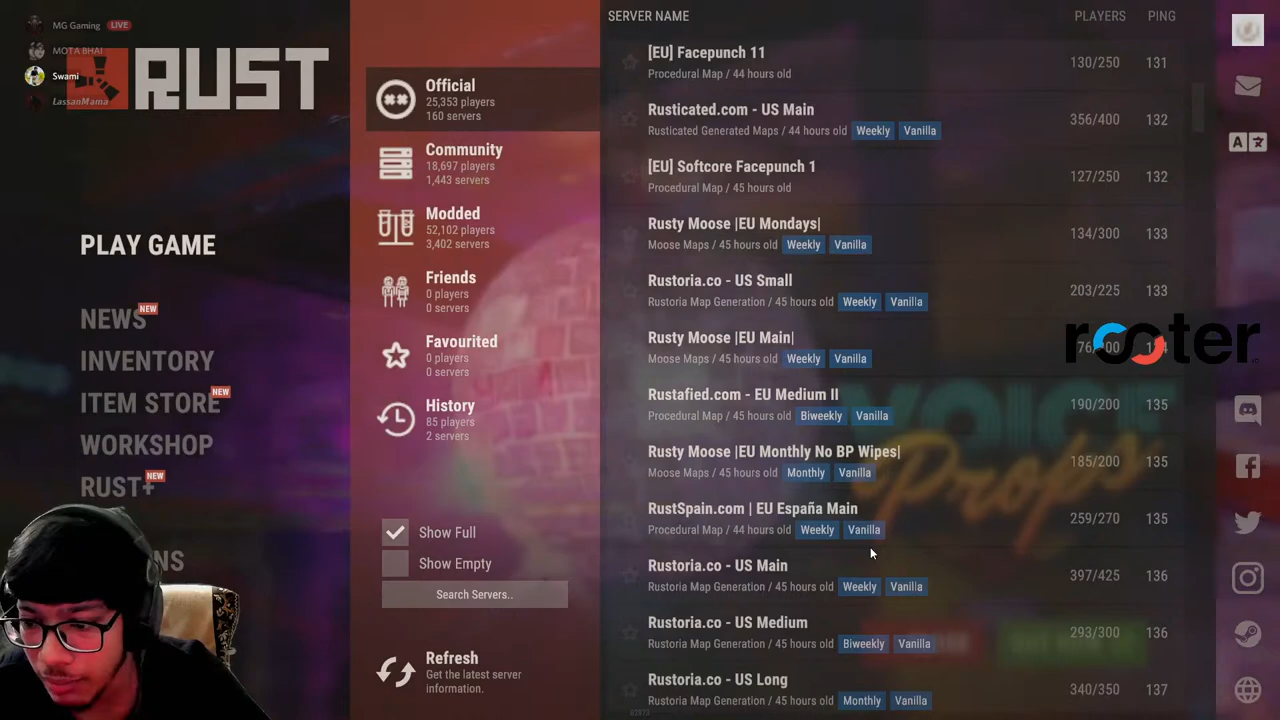 MG Gaming LIVE
MOTA BHAI
Swami
LassanMama
RUST
PLAY GAME
NEWS NEW
INVENTORY
ITEM STORE NEW
WORKSHOP
RUST+ NEW
NS
Official
25,353 players
160 servers
Community
18,697 players
1,443 servers
Modded
52,102 players
3,402 servers
Friends
0 players
0 servers
Favourited
0 players
0 servers
History
85 players
2 servers
Show Full
Show Empty
Search Servers..
Refresh
Get the latest server
information.
SERVER NAME PLAYERS PING
[EU] Facepunch 11 130/250 131
Procedural Map / 44 hours old
Rusticated.com - US Main 356/400 132
Rusticated Generated Maps / 44 hours old Weekly Vanilla
[EU] Softcore Facepunch 1 127/250 132
Procedural Map / 45 hours old
Rusty Moose |EU Mondays| 134/300 133
Moose Maps / 45 hours old Weekly Vanilla
Rustoria.co - US Small 203/225 133
Rustoria Map Generation / 45 hours old Weekly Vanilla
Rusty Moose |EU Main|
Moose Maps / 45 hours old Weekly Vanilla
rooter
Rustafied.com - EU Medium II 190/200 135
Procedural Map / 45 hours old Biweekly Vanilla
Rusty Moose |EU Monthly No BP Wipes| 185/200 135
Moose Maps / 45 hours old Monthly Vanilla
RustSpain.com | EU España Main 259/270 135
Procedural Map / 44 hours old Weekly Vanilla
Rustoria.co - US Main 397/425 136
Rustoria Map Generation / 45 hours old Weekly Vanilla
Rustoria.co - US Medium 293/300 136
Rustoria Map Generation / 45 hours old Biweekly Vanilla
Rustoria.co - US Long 340/350 137
Rustoria Map Generation / 45 hours old Monthly Vanilla
VOICE
Props